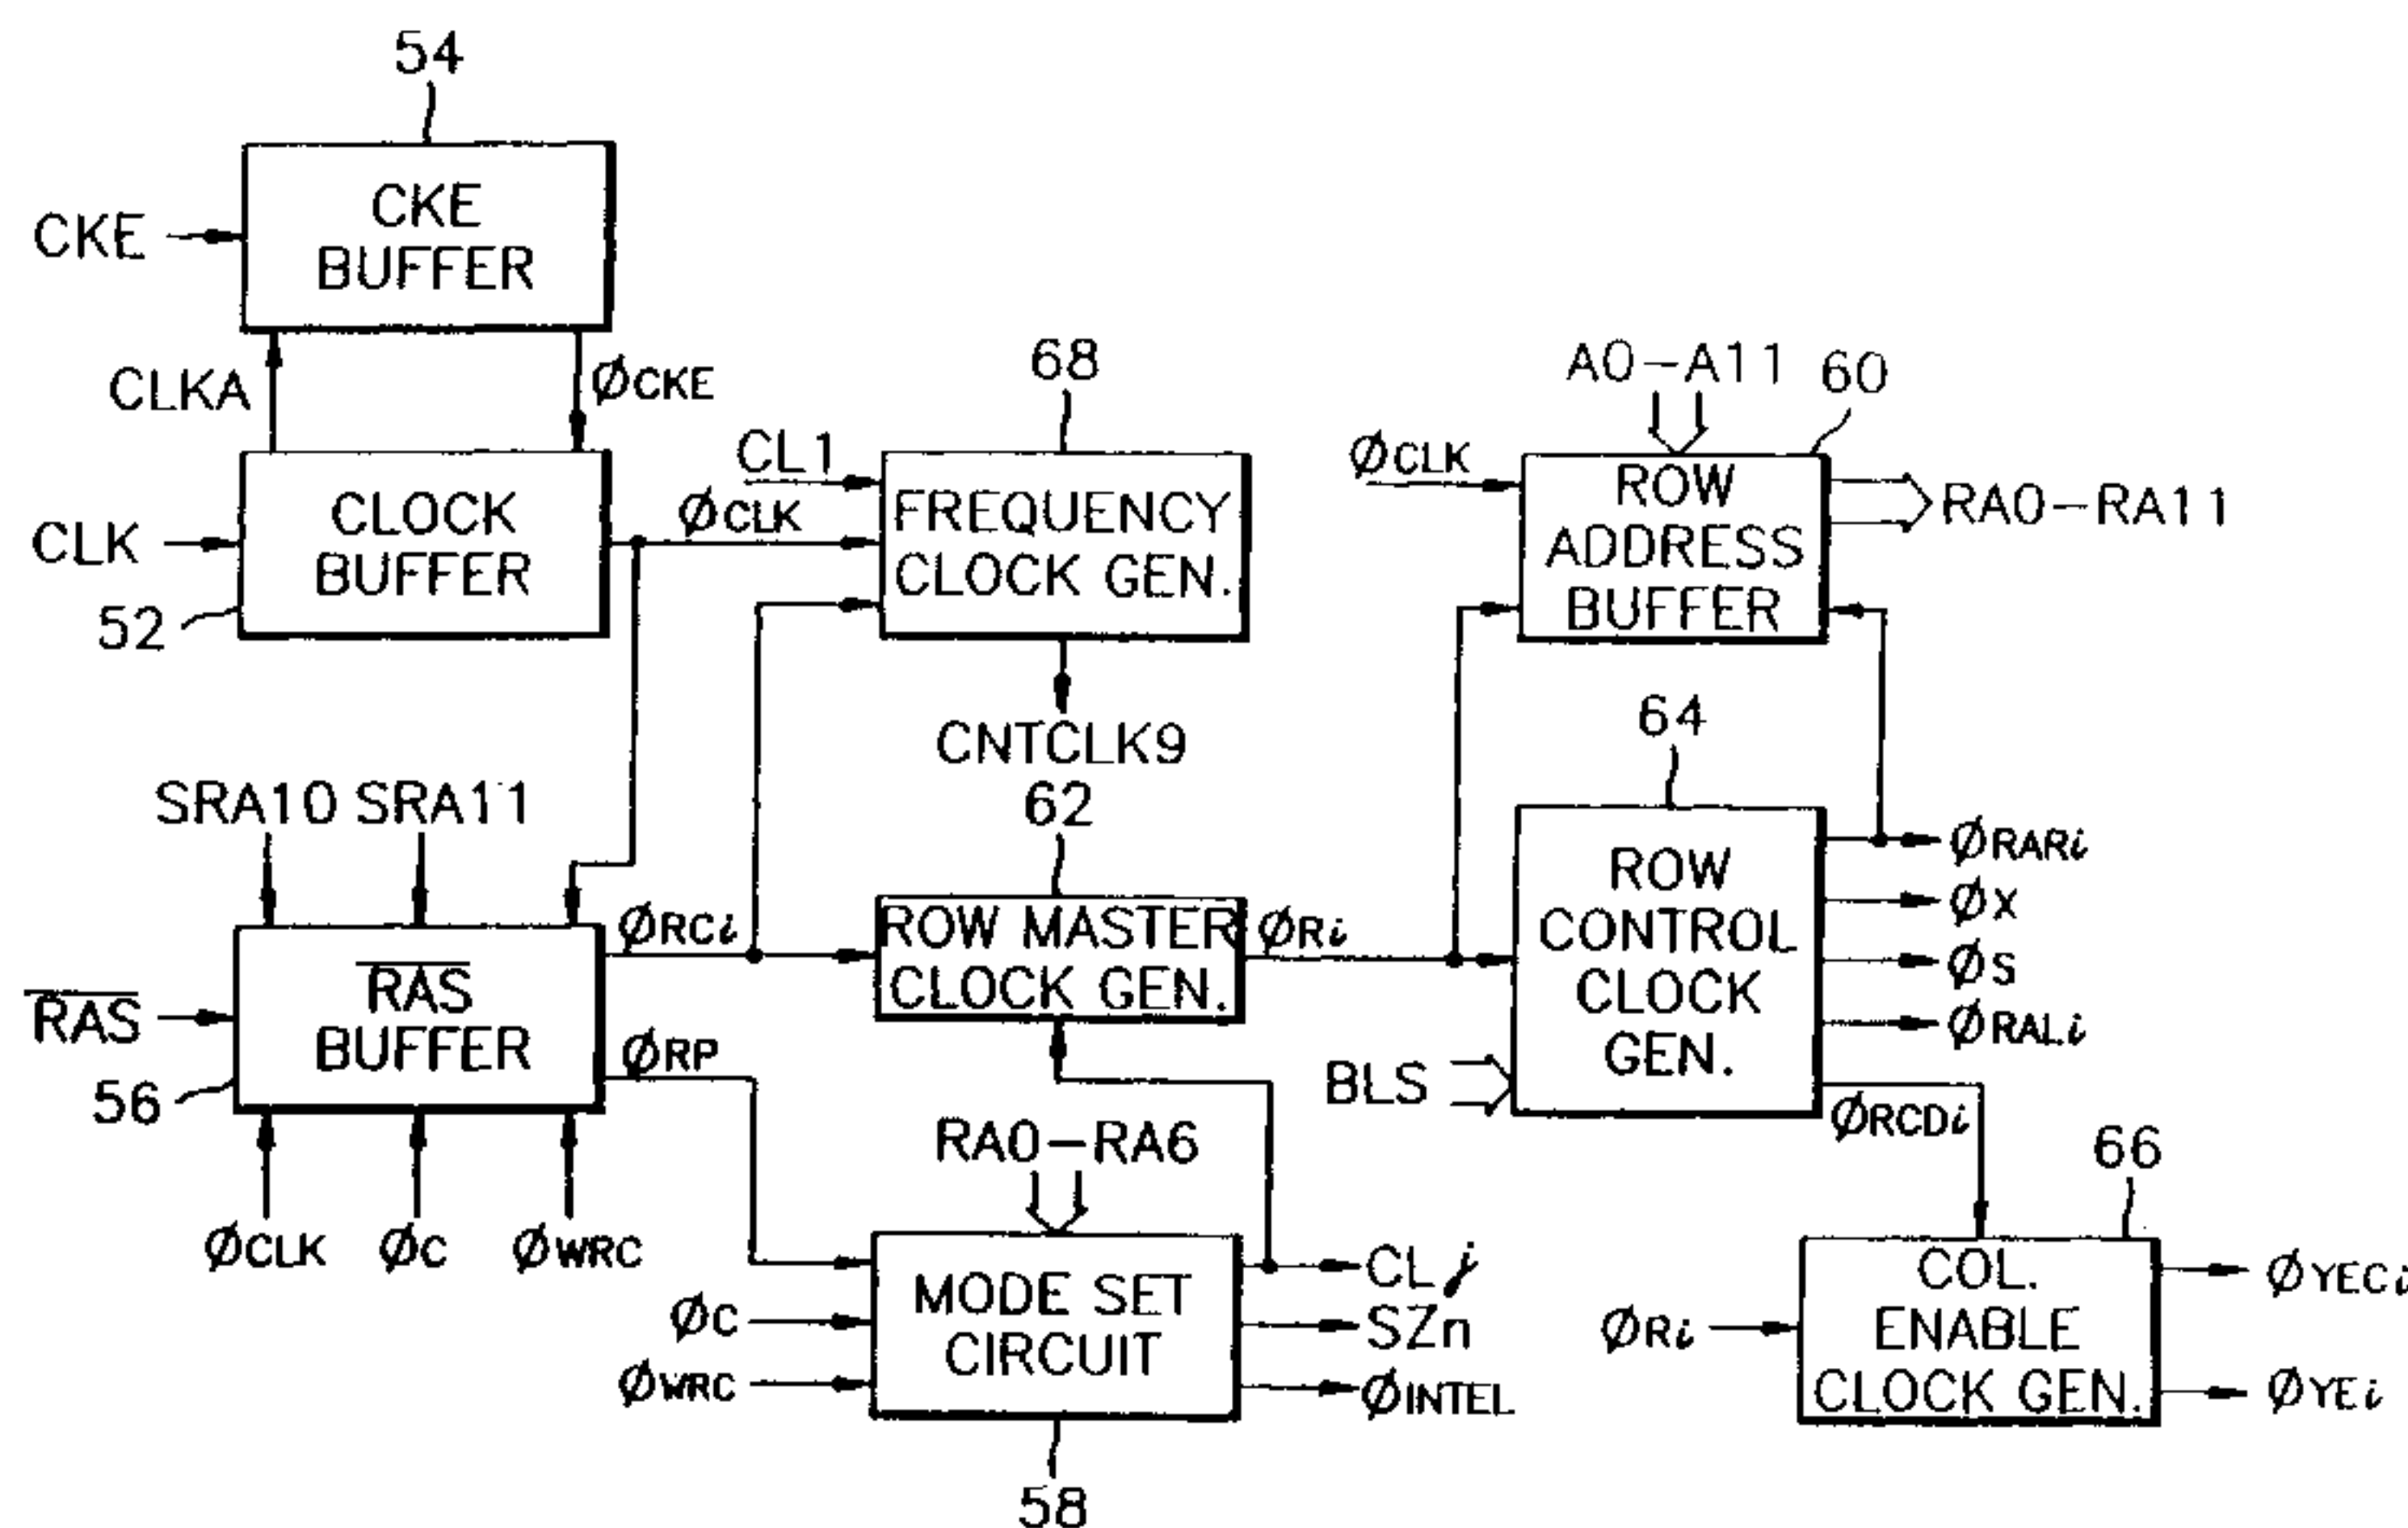 54
CKE
BUFFER
CKE
CLKA
øCKE
68
A0-A11
60
CL1
øCLK
CLOCK
BUFFER
CLK
52
øCLK
FREQUENCY
CLOCK GEN.
ROW
ADDRESS
BUFFER
RA0-RA11
CNTCLK9
64
SRA10 SRA11
62
øRCi
ROW MASTER
CLOCK GEN.
øRi
ROW
CONTROL
CLOCK
GEN.
øRARi
øX
øS
øRALi
RAS
RAS
BUFFER
56
øRP
BLS
øRCDi
RA0-RA6
66
øCLK
øC
øWRC
øC
øWRC
MODE SET
CIRCUIT
CLj
SZn
øINTEL
øRi
COL.
ENABLE
CLOCK GEN.
øYECi
øYEi
58